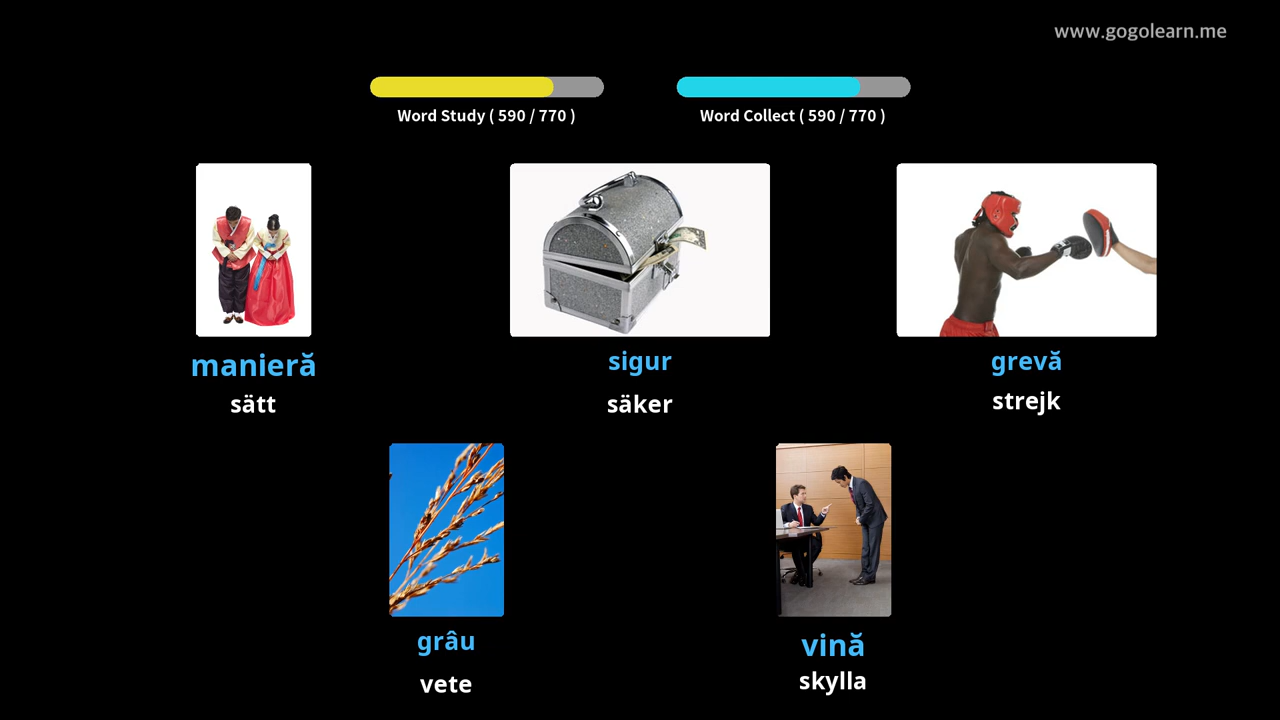 www.gogolearn.me
Word Study ( 590 / 770 )
Word Collect ( 590 / 770 )
manieră
sätt
sigur
säker
grevă
strejk
grâu
vete
vină
skylla